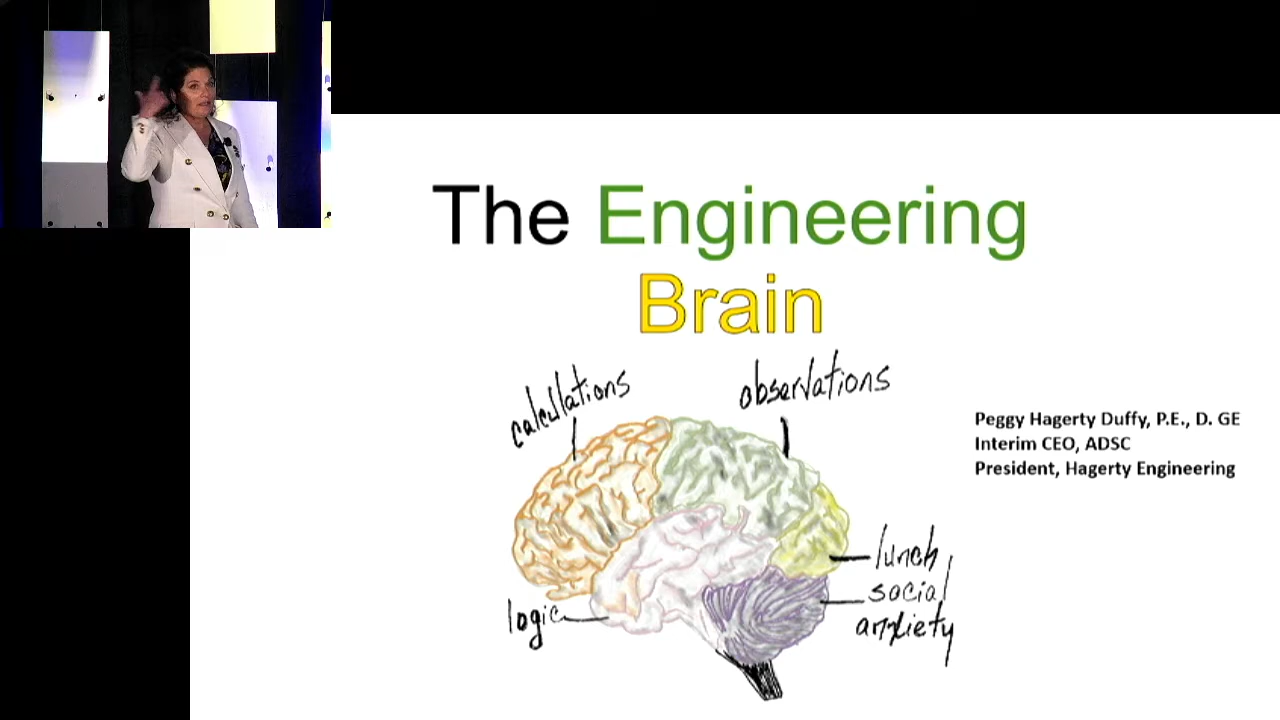 The Engineering
Brain
calculations
observations
Peggy Hagerty Duffy, P.E., D. GE
Interim CEO, ADSC
President, Hagerty Engineering
lunch
social
anxiety
logic